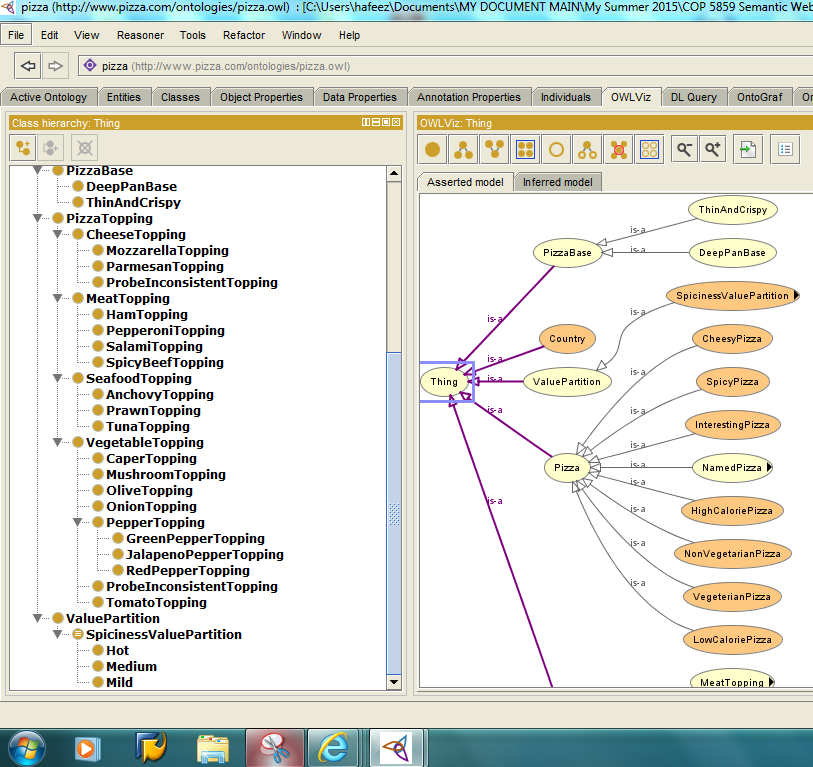 pizza (http://www.pizza.com/ontologies/pizza.owl) : [C:\Users\hafeez\Documents\MY DOCUMENT MAIN\My Summer 2015\COP 5859 Semantic Web
File Edit View Reasoner Tools Refactor Window Help
pizza (http://www.pizza.com/ontologies/pizza.owl)
Active Ontology Entities Classes Object Properties Data Properties Annotation Properties Individuals OWLViz DL Query OntoGraf On
Class hierarchy: Thing
PizzaBase
DeepPanBase
ThinAndCrispy
PizzaTopping
CheeseTopping
MozzarellaTopping
ParmesanTopping
ProbeInconsistentTopping
MeatTopping
HamTopping
PepperoniTopping
SalamiTopping
SpicyBeefTopping
SeafoodTopping
AnchovyTopping
PrawnTopping
TunaTopping
VegetableTopping
CaperTopping
MushroomTopping
OliveTopping
OnionTopping
PepperTopping
GreenPepperTopping
JalapenoPepperTopping
RedPepperTopping
ProbeInconsistentTopping
TomatoTopping
ValuePartition
SpicinessValuePartition
Hot
Medium
Mild
OWLViz: Thing
Asserted model Inferred model
ThinAndCrispy
is-a
PizzaBase is-a DeepPanBase
SpicinessValuePartition
is-a
is-a
Country CheesyPizza
is-a
Thing is-a ValuePartition is-a SpicyPizza
is-a
is-a InterestingPizza
is-a
Pizza is-a NamedPizza
is-a
is-a HighCaloriePizza
is-a
is-a NonVegetarianPizza
is-a
VegeterianPizza
LowCaloriePizza
MeatTopping